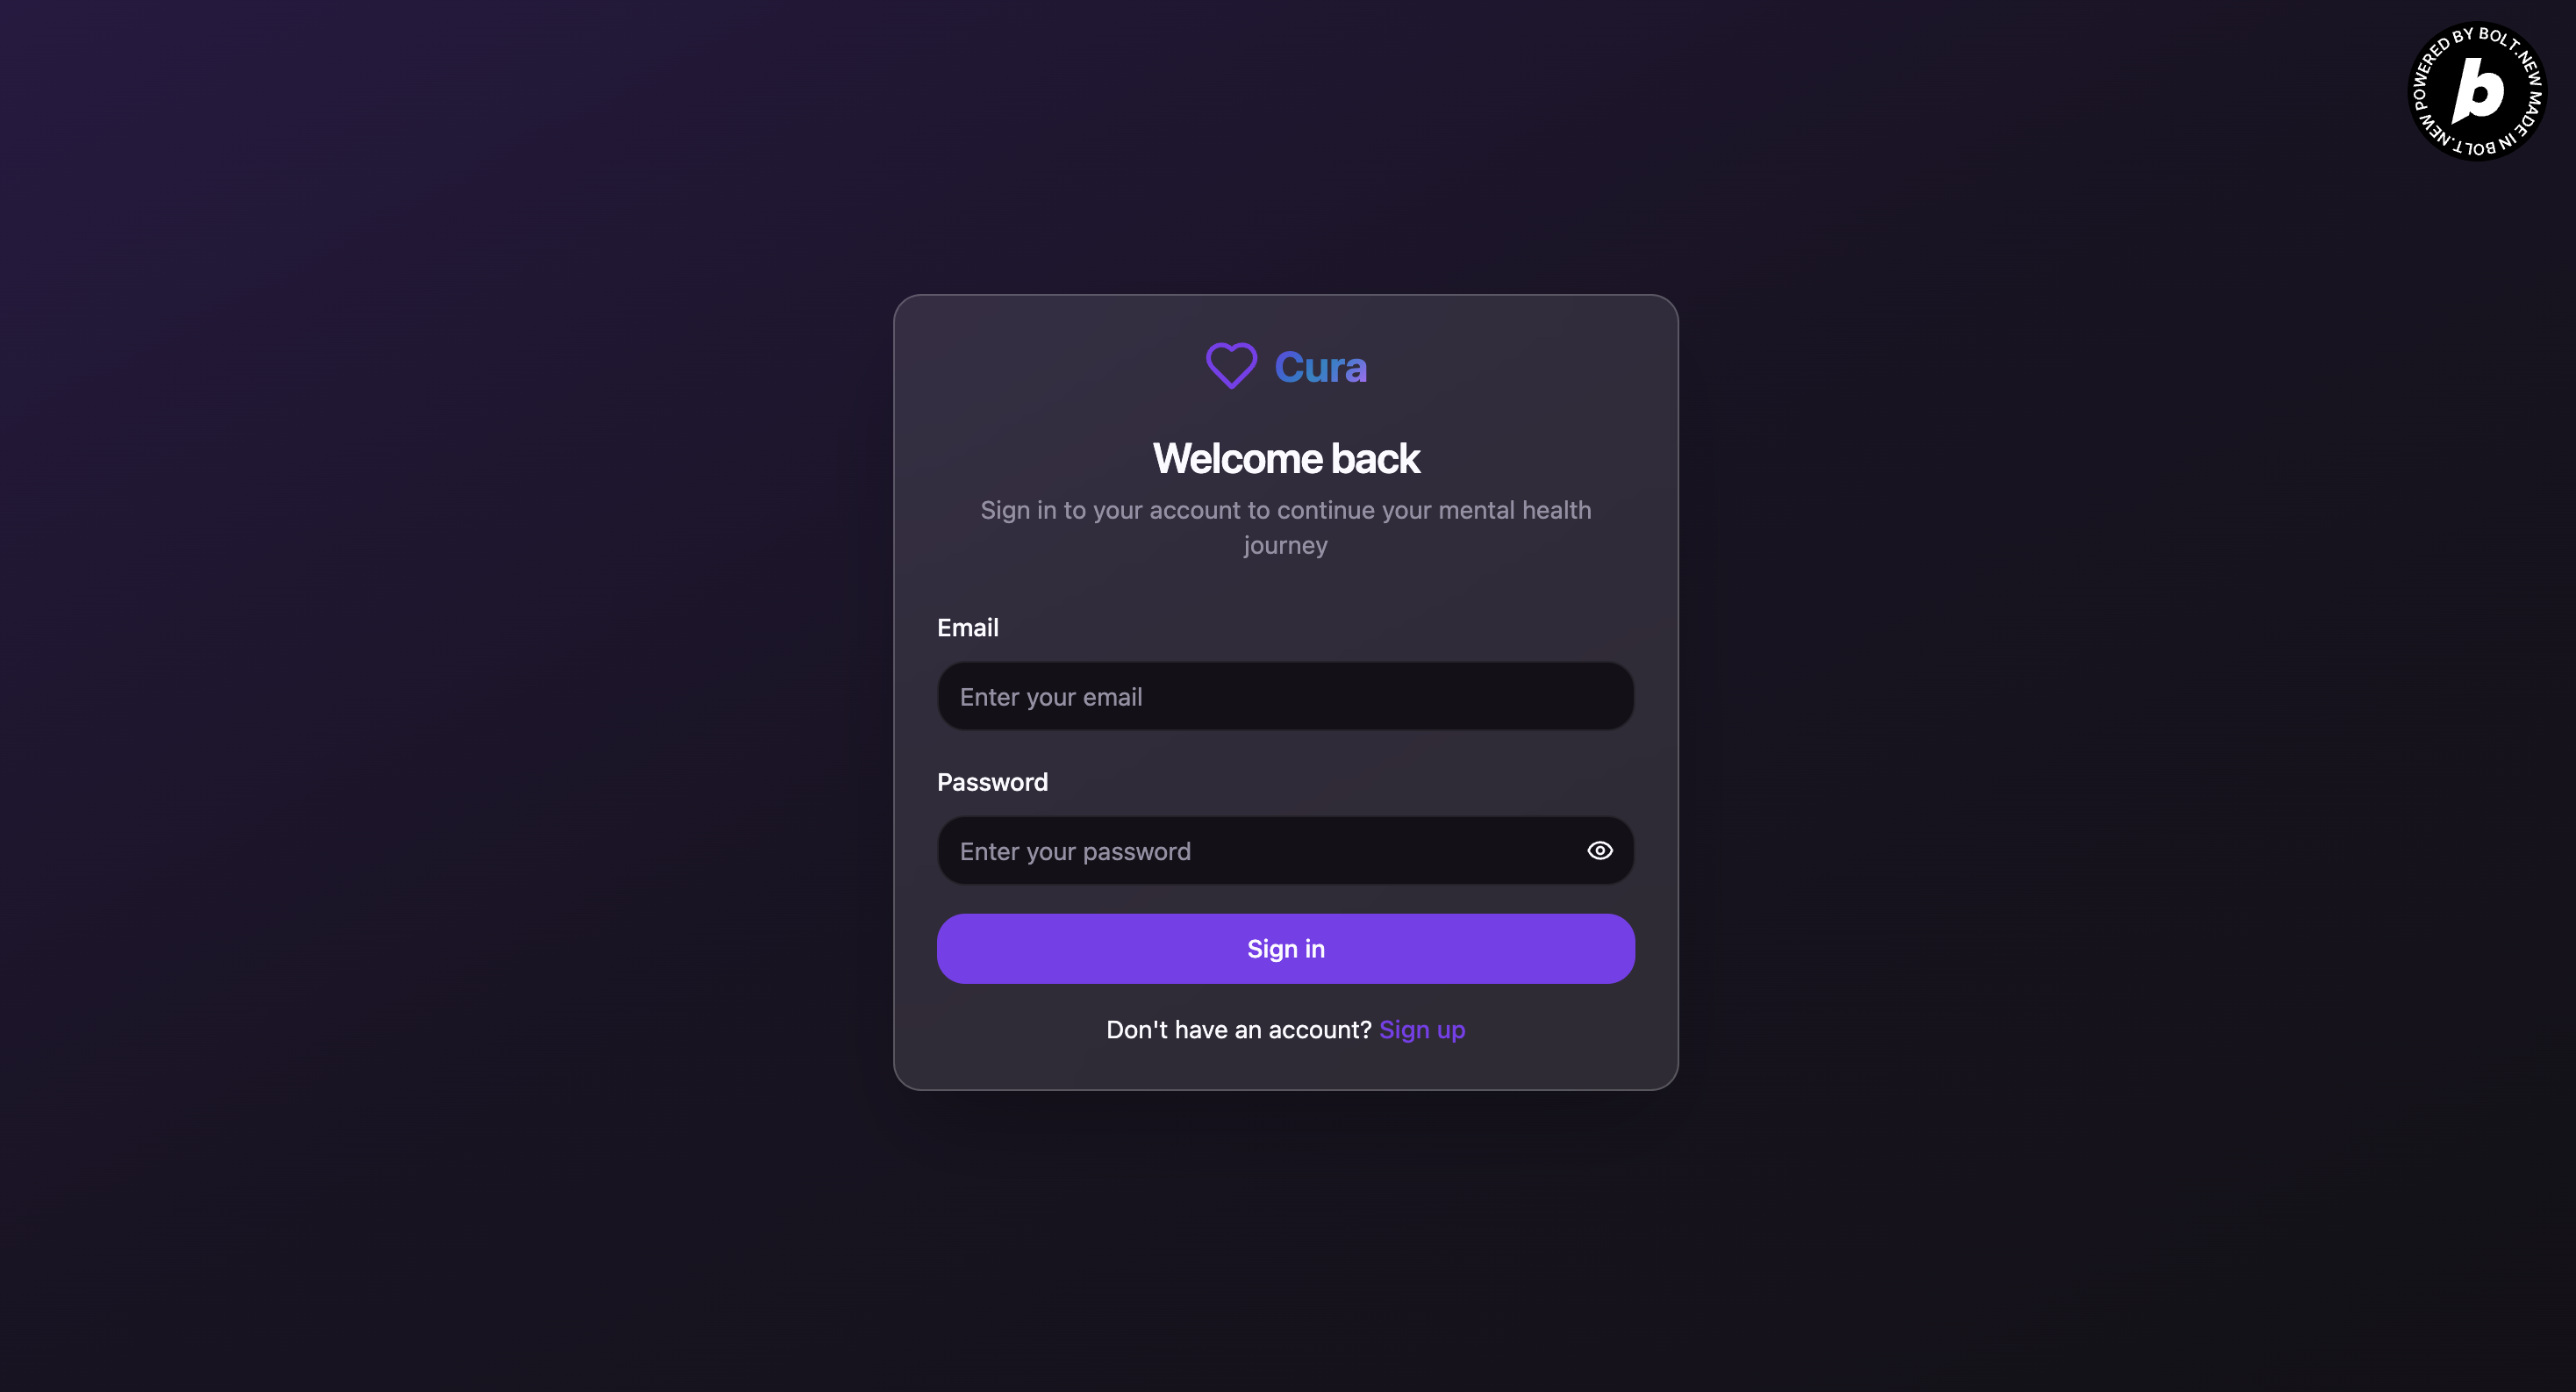 POWERED BY BOLT.NEW MADE IN BOLT.NEW
b
Cura
Welcome back
Sign in to your account to continue your mental health
journey
Email
Enter your email
Password
Enter your password
Sign in
Don't have an account? Sign up